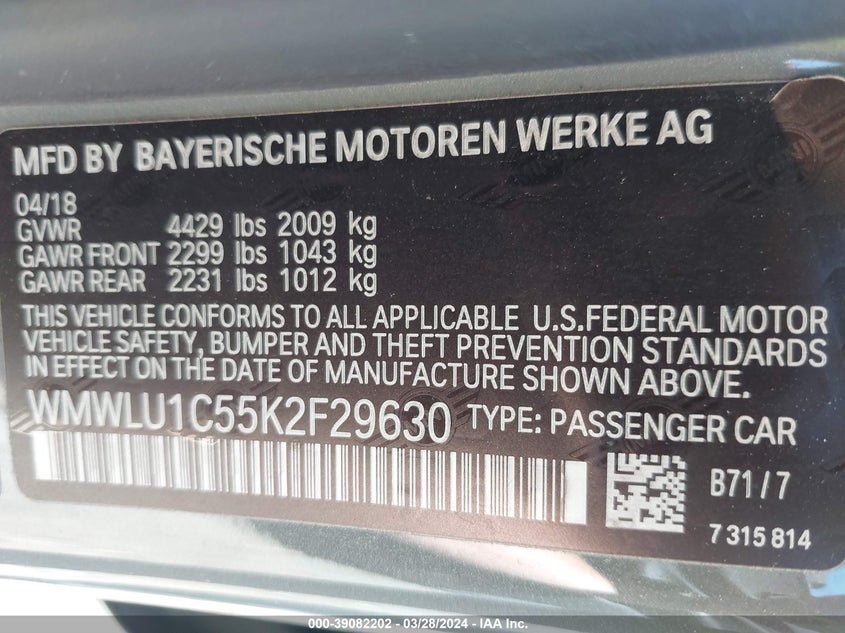 MFD BY BAYERISCHE MOTOREN WERKE AG
04/18
GVWR 4429 lbs 2009 kg
GAWR FRONT 2299 lbs 1043 kg
GAWR REAR 2231 lbs 1012 kg
THIS VEHICLE CONFORMS TO ALL APPLICABLE U.S.FEDERAL MOTOR
VEHICLE SAFETY, BUMPER AND THEFT PREVENTION STANDARDS
IN EFFECT ON THE DATE OF MANUFACTURE SHOWN ABOVE.
WMWLU1C55K2F29630 TYPE: PASSENGER CAR
B71/7
7 315 814
000-39082202 - 03/28/2024 - IAA Inc.